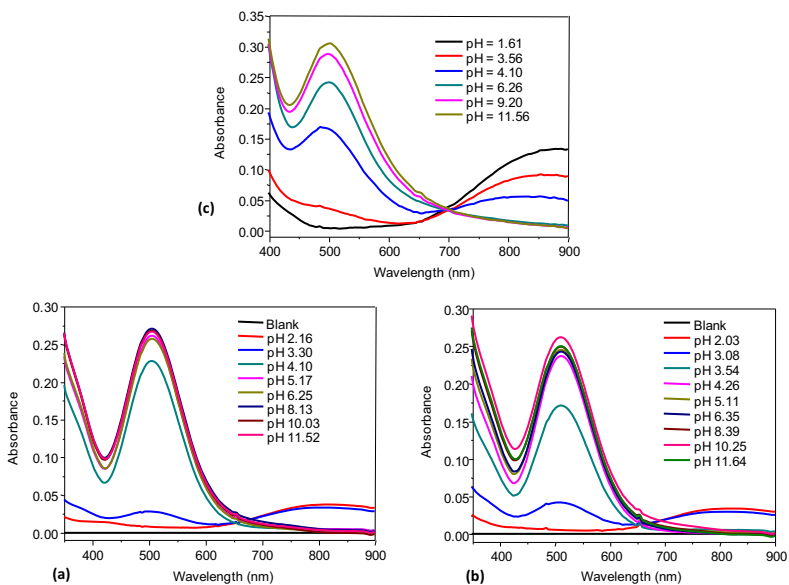 0.35
0.30
0.25
0.20
0.15
0.10
0.05
0.00
Absorbance
pH = 1.61
pH = 3.56
pH = 4.10
pH = 6.26
pH = 9.20
pH = 11.56
(c)
400 500 600 700 800 900
Wavelength (nm)
0.30
0.25
0.20
0.15
0.10
0.05
0.00
Absorbance
Blank
pH 2.16
pH 3.30
pH 4.10
pH 5.17
pH 6.25
pH 8.13
pH 10.03
pH 11.52
400 500 600 700 800 900
(a)
Wavelength (nm)
0.30
0.25
0.20
0.15
0.10
0.05
0.00
Absorbance
Blank
pH 2.03
pH 3.08
pH 3.54
pH 4.26
pH 5.11
pH 6.35
pH 8.39
pH 10.25
pH 11.64
400 500 600 700 800 900
(b)
Wavelength (nm)